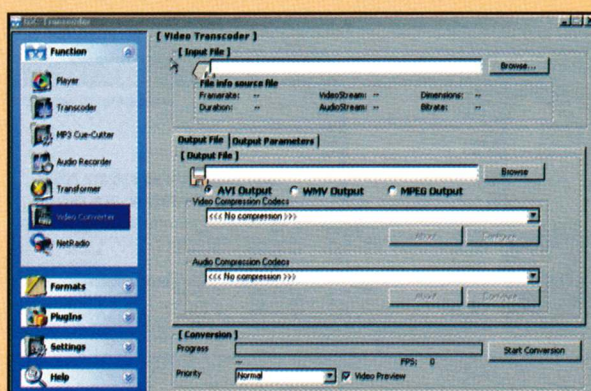 GX:: Transcoder
Function
Player
Transcoder
MP3 Cue-Cutter
Audio Recorder
Transformer
Video Converter
NetRadio
Formats
PlugIns
Settings
Help
[ Video Transcoder ]
[ Input File ]
Browse...
File info source file
Framerate: -- VideoStream: -- Dimensions: --
Duration: -- AudioStream: -- Bitrate: --
Output File Output Parameters
[ Output File ]
Browse
AVI Output WMV Output MPEG Output
Video Compression Codecs
<<< No compression >>>
About Configure
Audio Compression Codecs
<<< No compression >>>
About Configure
[ Conversion ]
Progress
-- FPS: 0
Start Conversion
Priority Normal Video Preview